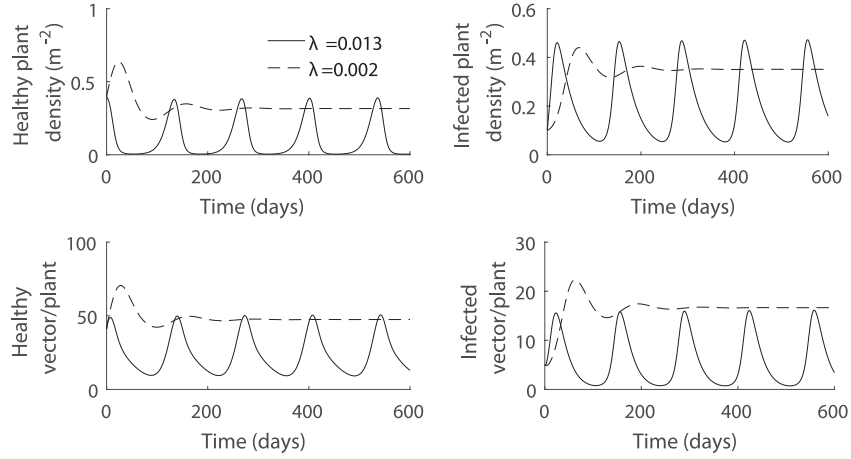 1
0.5
0
0 200 400 600
Healthy plant
density (m⁻²)
Time (days)
λ =0.013
λ=0.002
0.6
0.4
0.2
0
0 200 400 600
Infected plant
density (m⁻²)
Time (days)
100
50
0
0 200 400 600
Healthy
vector/plant
Time (days)
30
20
10
0
0 200 400 600
Infected
vector/plant
Time (days)